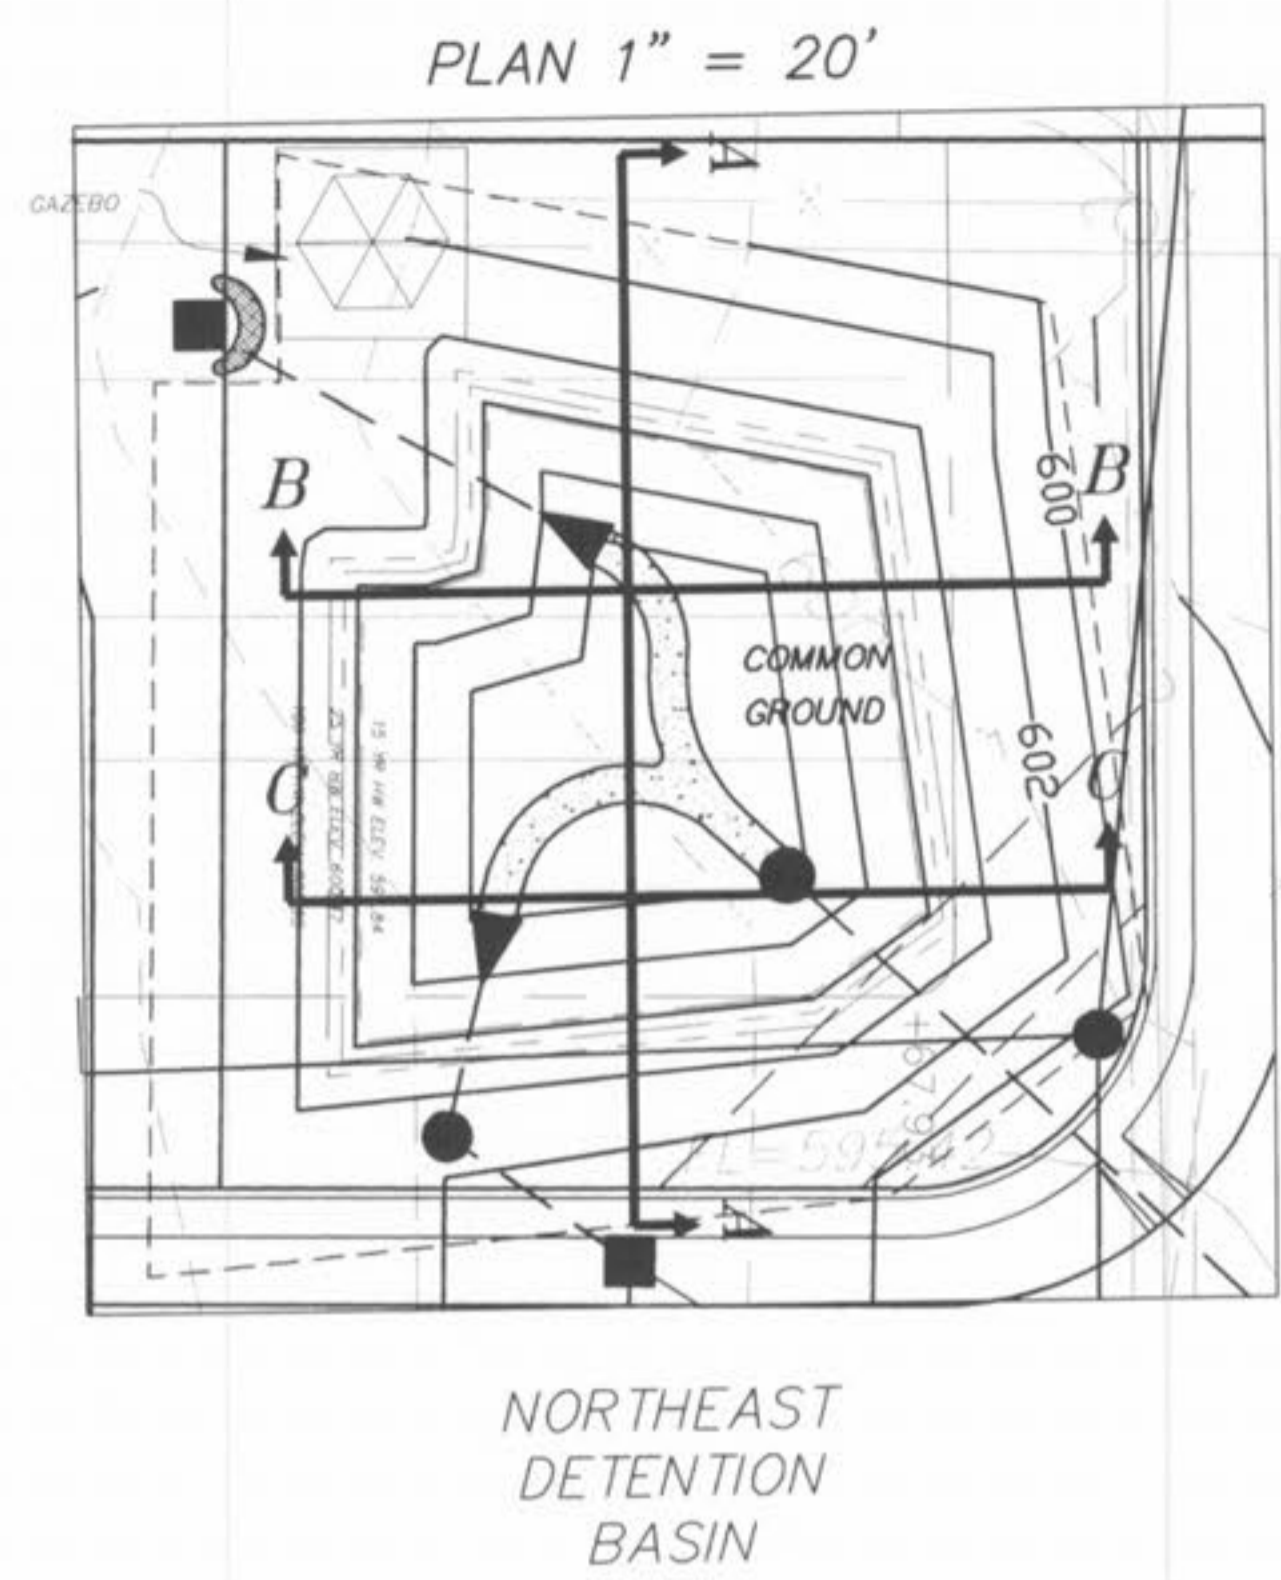 PLAN 1" = 20'
A
GAZEBO
B
B
600
COMMON
GROUND
602
C
C
A
NORTHEAST
DETENTION
BASIN